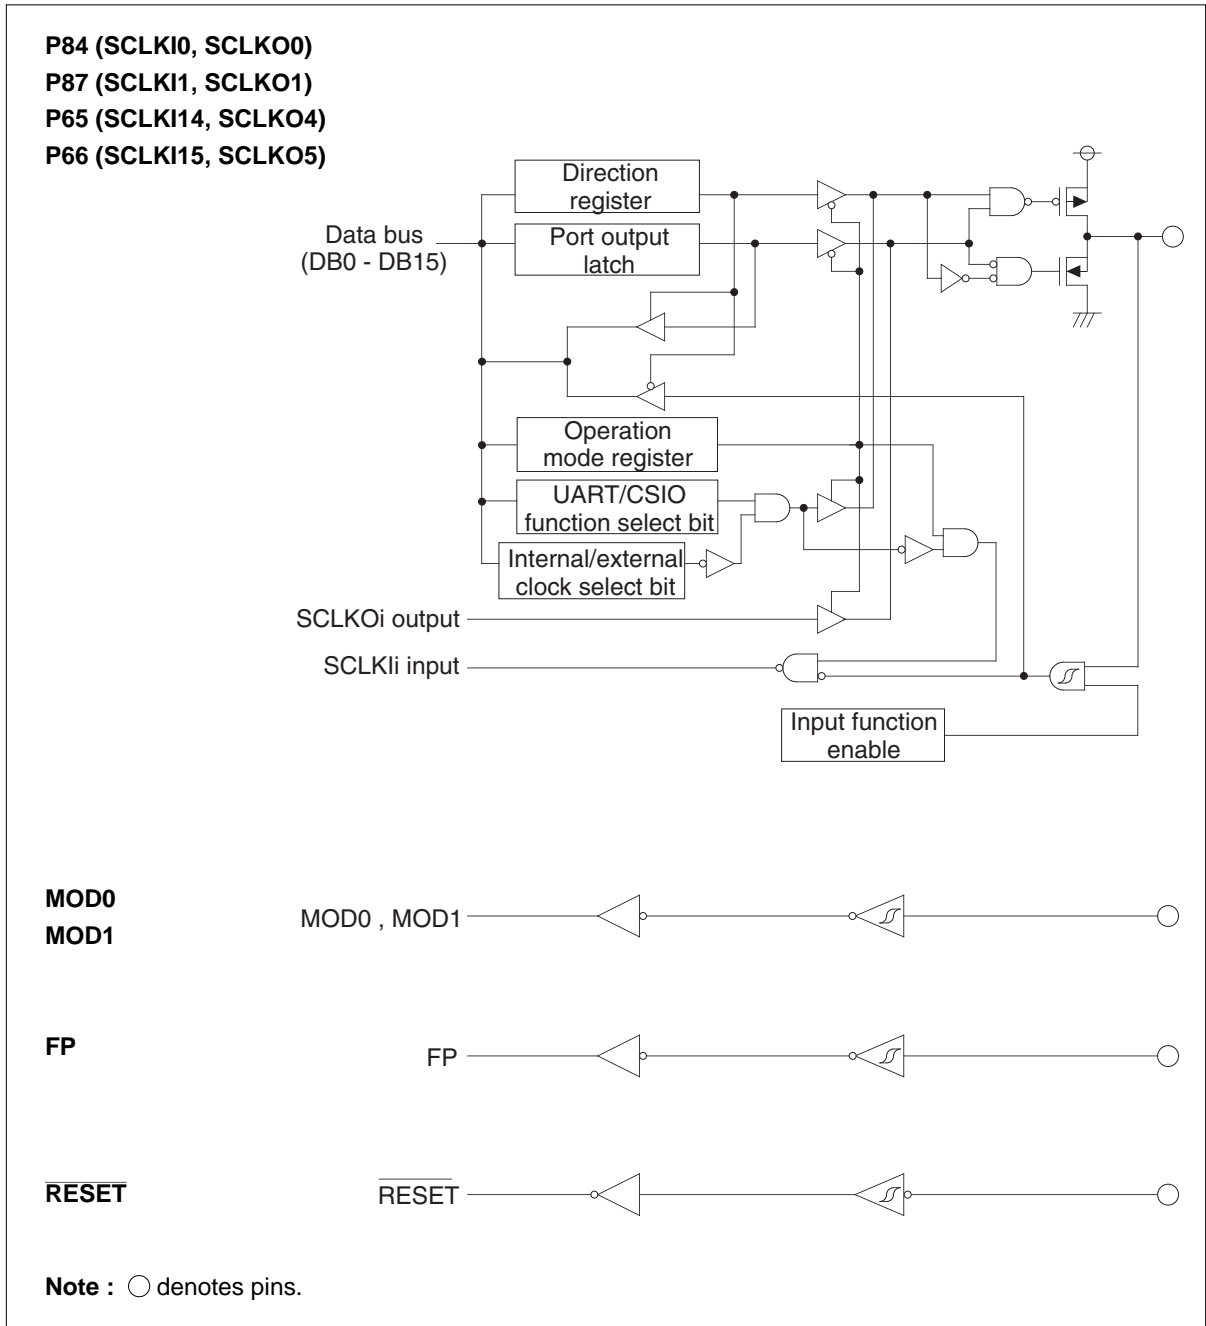 P84 (SCLKI0, SCLKO0)
P87 (SCLKI1, SCLKO1)
P65 (SCLKI14, SCLKO4)
P66 (SCLKI15, SCLKO5)
Direction
register
Data bus
(DB0 - DB15)
Port output
latch
Operation
mode register
UART/CSIO
function select bit
Internal/external
clock select bit
SCLKOi output
SCLKIi input
Input function
enable
MOD0
MOD1
MOD0 , MOD1
FP
FP
RESET
RESET
Note : ○ denotes pins.